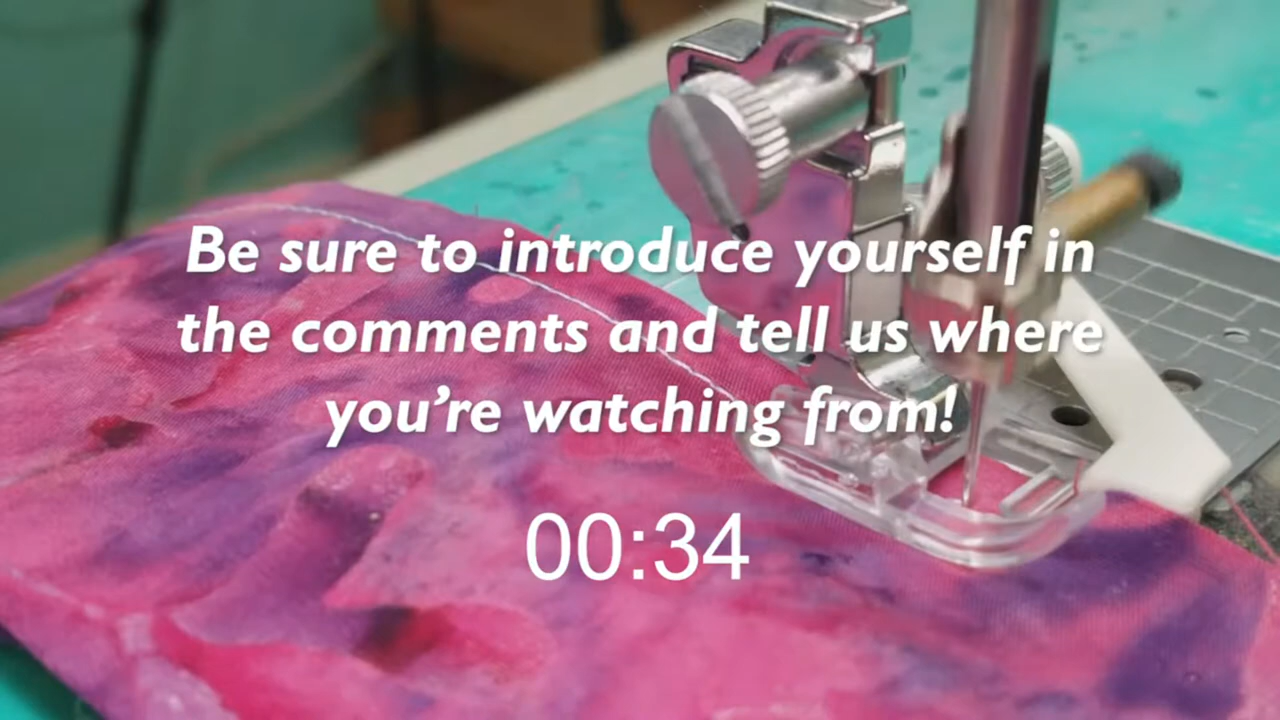 Be sure to introduce yourself in
the comments and tell us where
you’re watching from!
00:34